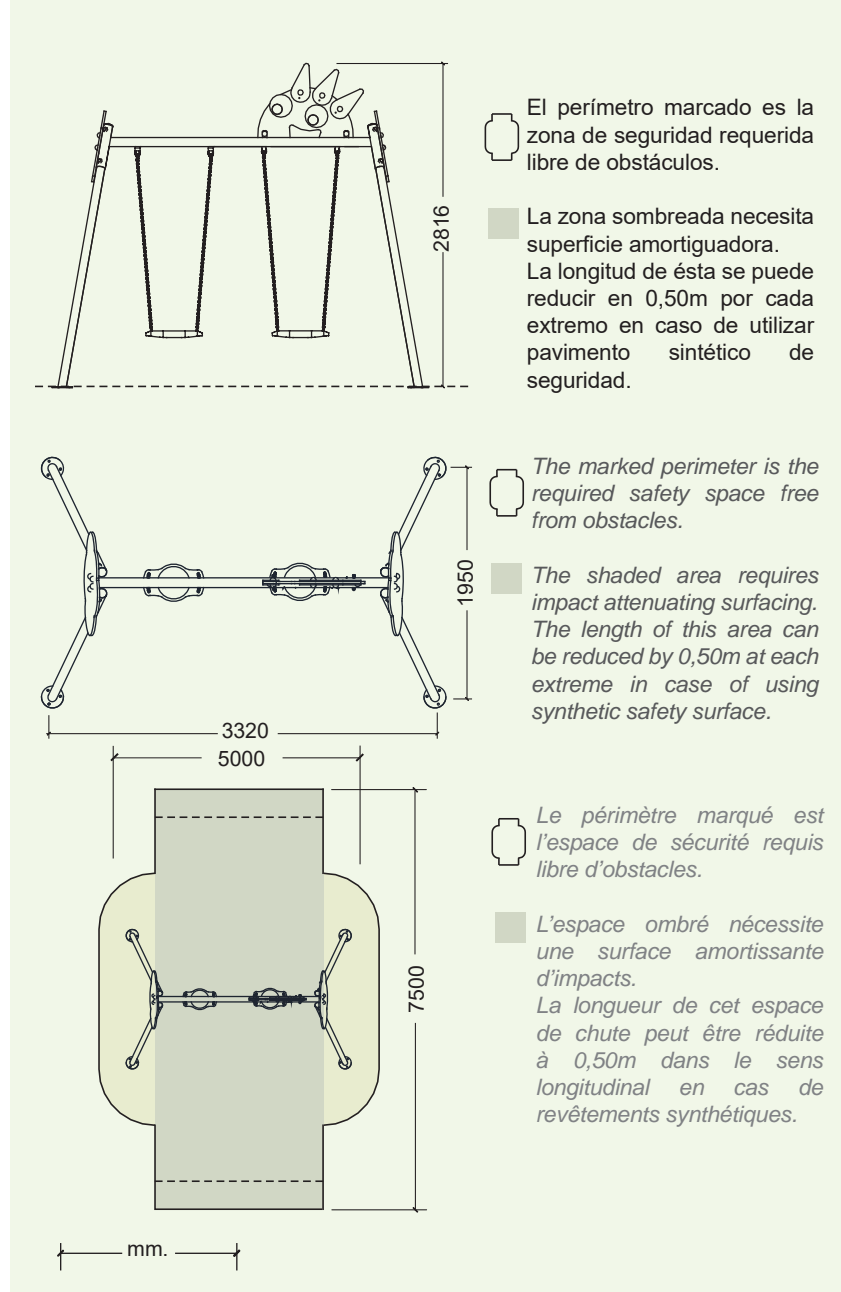 El perímetro marcado es la
zona de seguridad requerida
libre de obstáculos.
La zona sombreada necesita
superficie amortiguadora.
La longitud de ésta se puede
reducir en 0,50m por cada
extremo en caso de utilizar
pavimento sintético de
seguridad.
2816
The marked perimeter is the
required safety space free
from obstacles.
The shaded area requires
impact attenuating surfacing.
The length of this area can
be reduced by 0,50m at each
extreme in case of using
synthetic safety surface.
1950
3320
5000
Le périmètre marqué est
l'espace de sécurité requis
libre d'obstacles.
L'espace ombré nécessite
une surface amortissante
d'impacts.
La longueur de cet espace
de chute peut être réduite
à 0,50m dans le sens
longitudinal en cas de
revêtements synthétiques.
7500
mm.